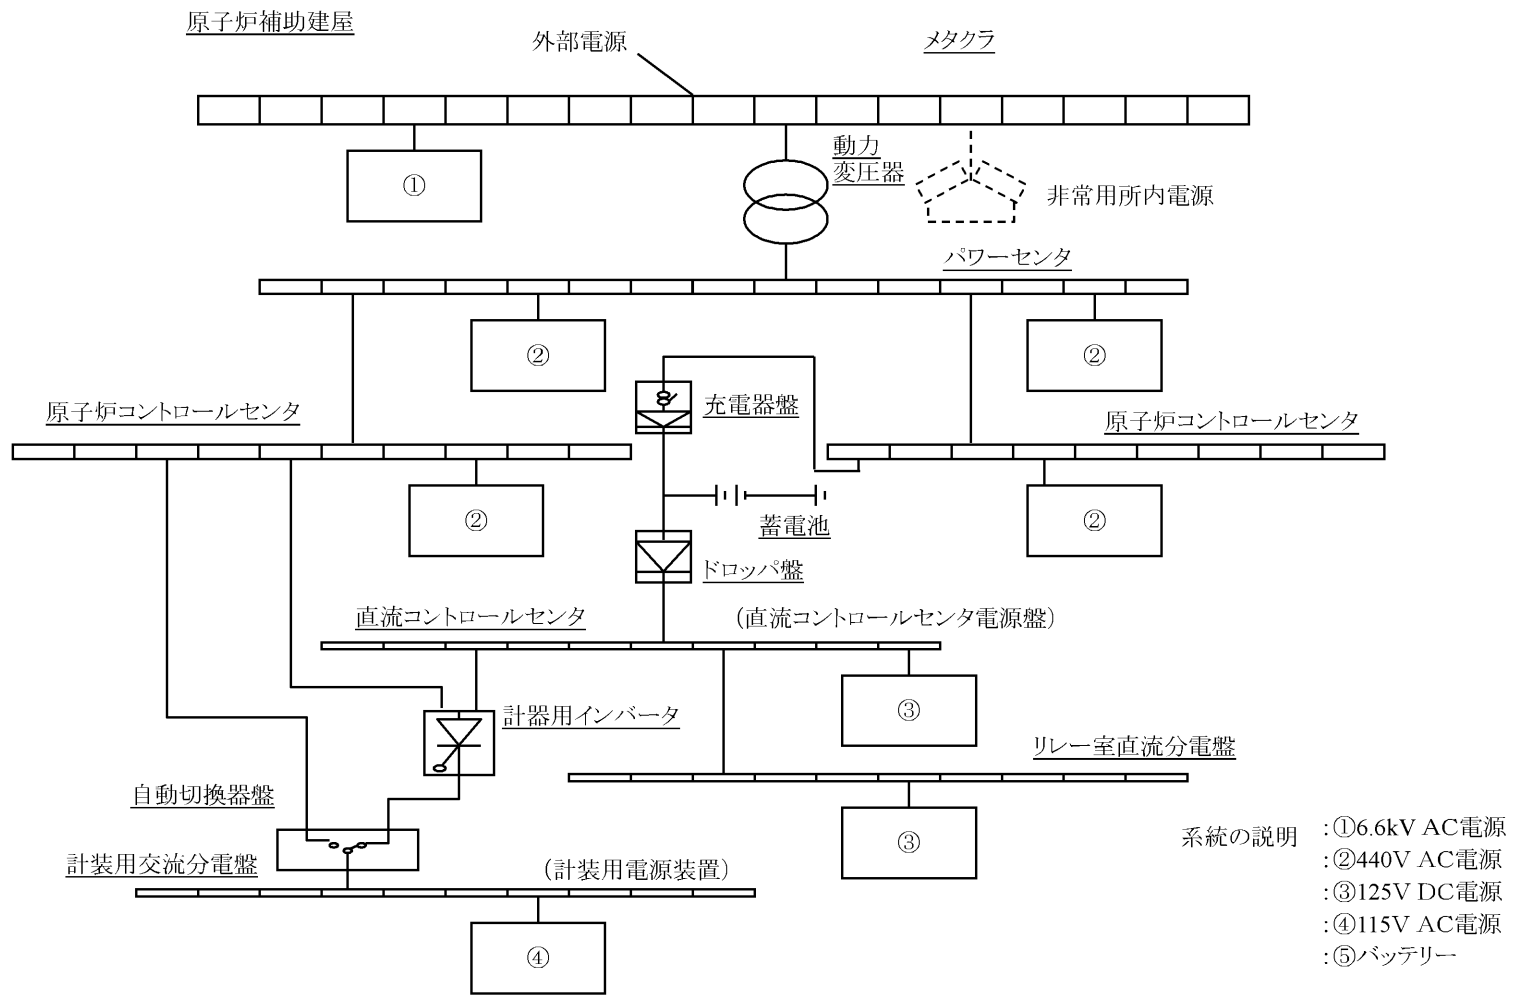 原子炉補助建屋
外部電源
メタクラ
①
動力
変圧器
非常用所内電源
パワーセンタ
②
②
原子炉コントロールセンタ
充電器盤
原子炉コントロールセンタ
②
蓄電池
②
ドロッパ盤
直流コントロールセンタ
(直流コントロールセンタ電源盤)
③
計器用インバータ
リレー室直流分電盤
自動切換器盤
③
計装用交流分電盤
(計装用電源装置)
④
系統の説明
:①6.6kV AC電源
:②440V AC電源
:③125V DC電源
:④115V AC電源
:⑤バッテリー